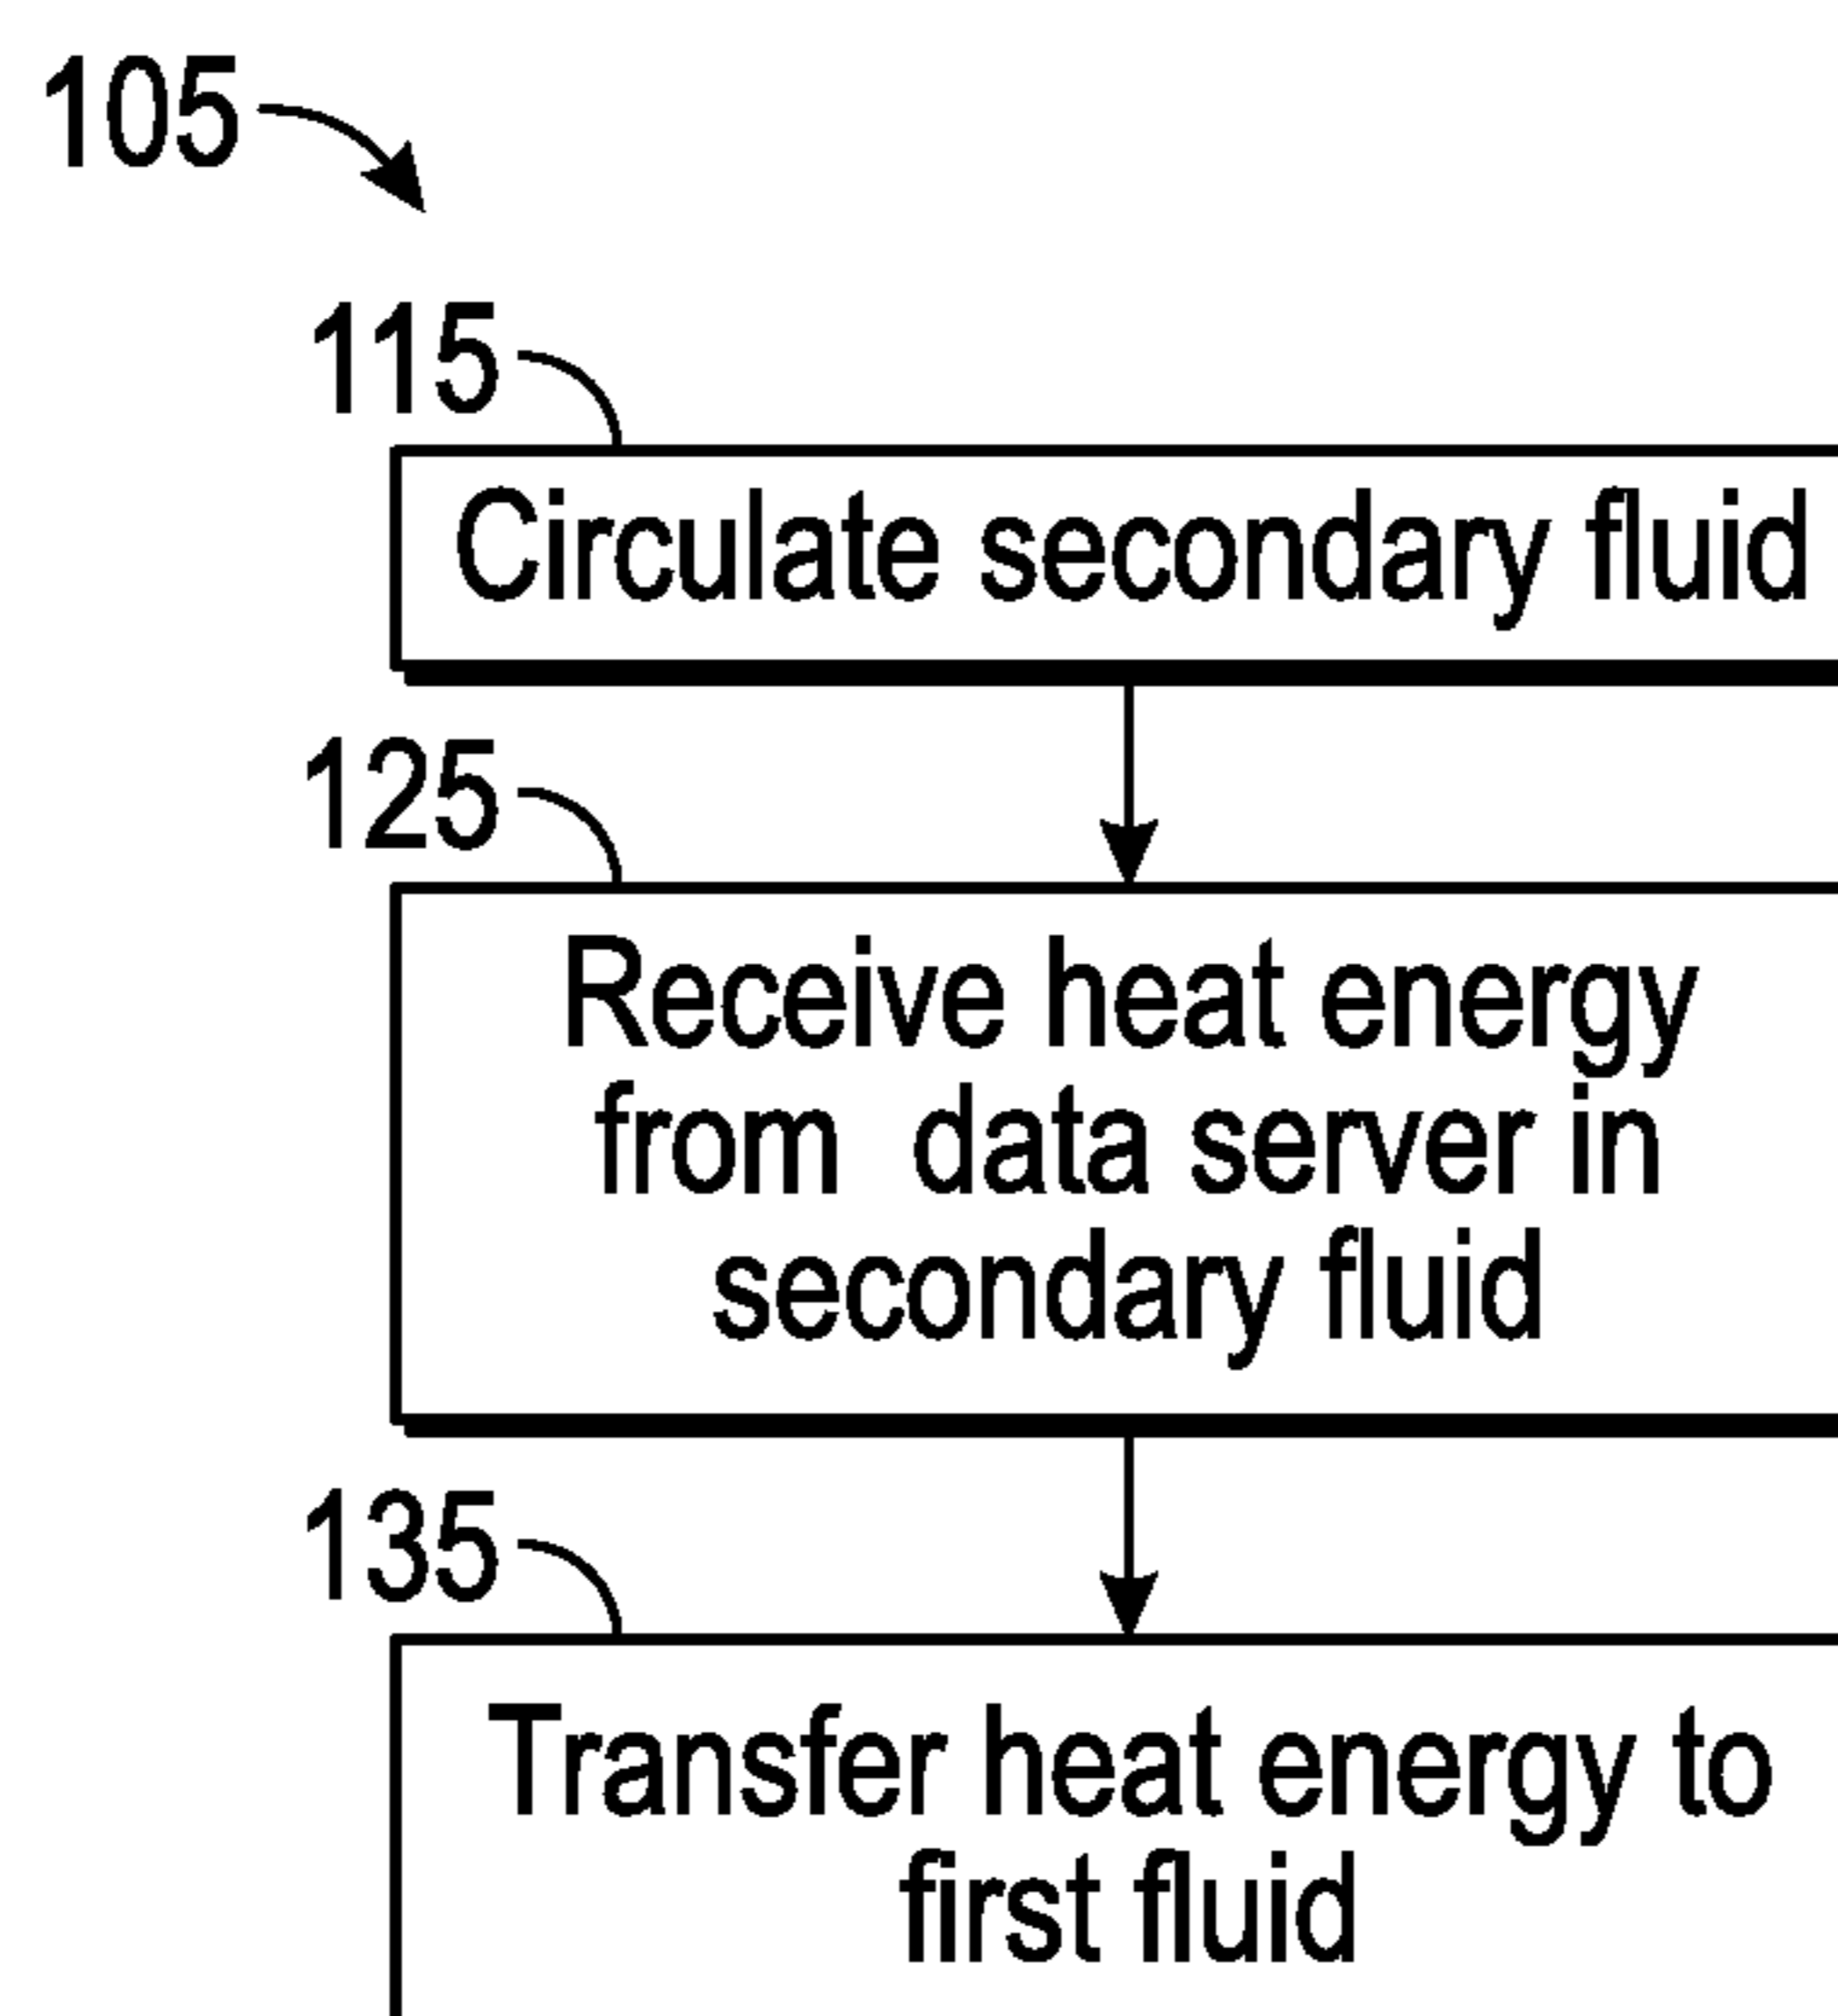 105
115
Circulate secondary fluid
125
Receive heat energy
from data server in
secondary fluid
135
Transfer heat energy to
first fluid